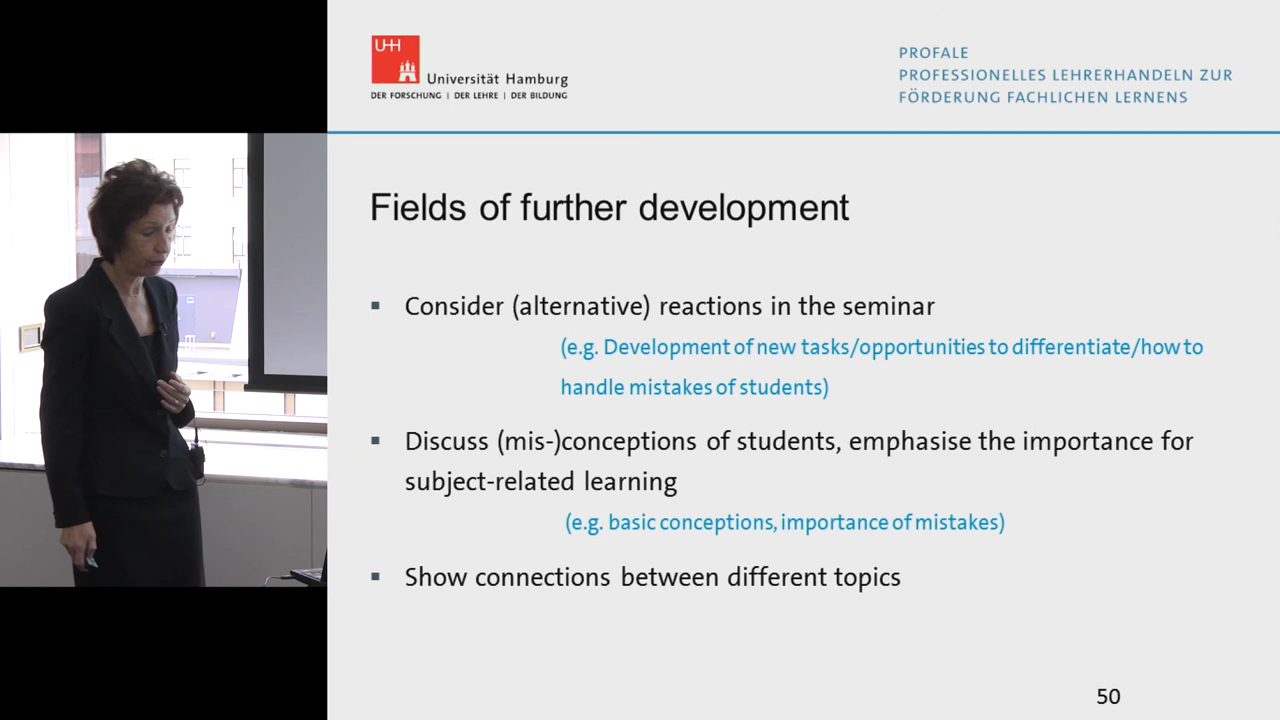 UHH
Universität Hamburg
DER FORSCHUNG | DER LEHRE | DER BILDUNG
PROFALE
PROFESSIONELLES LEHRERHANDELN ZUR
FÖRDERUNG FACHLICHEN LERNENS
Fields of further development
▪ Consider (alternative) reactions in the seminar
(e.g. Development of new tasks/opportunities to differentiate/how to
handle mistakes of students)
▪ Discuss (mis-)conceptions of students, emphasise the importance for
subject-related learning
(e.g. basic conceptions, importance of mistakes)
▪ Show connections between different topics
50